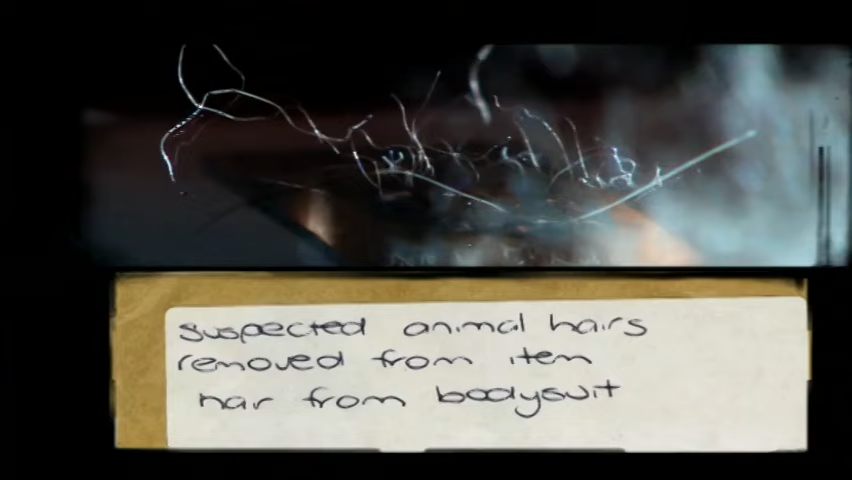 suspected animal hairs
removed from item
hair from bodysuit